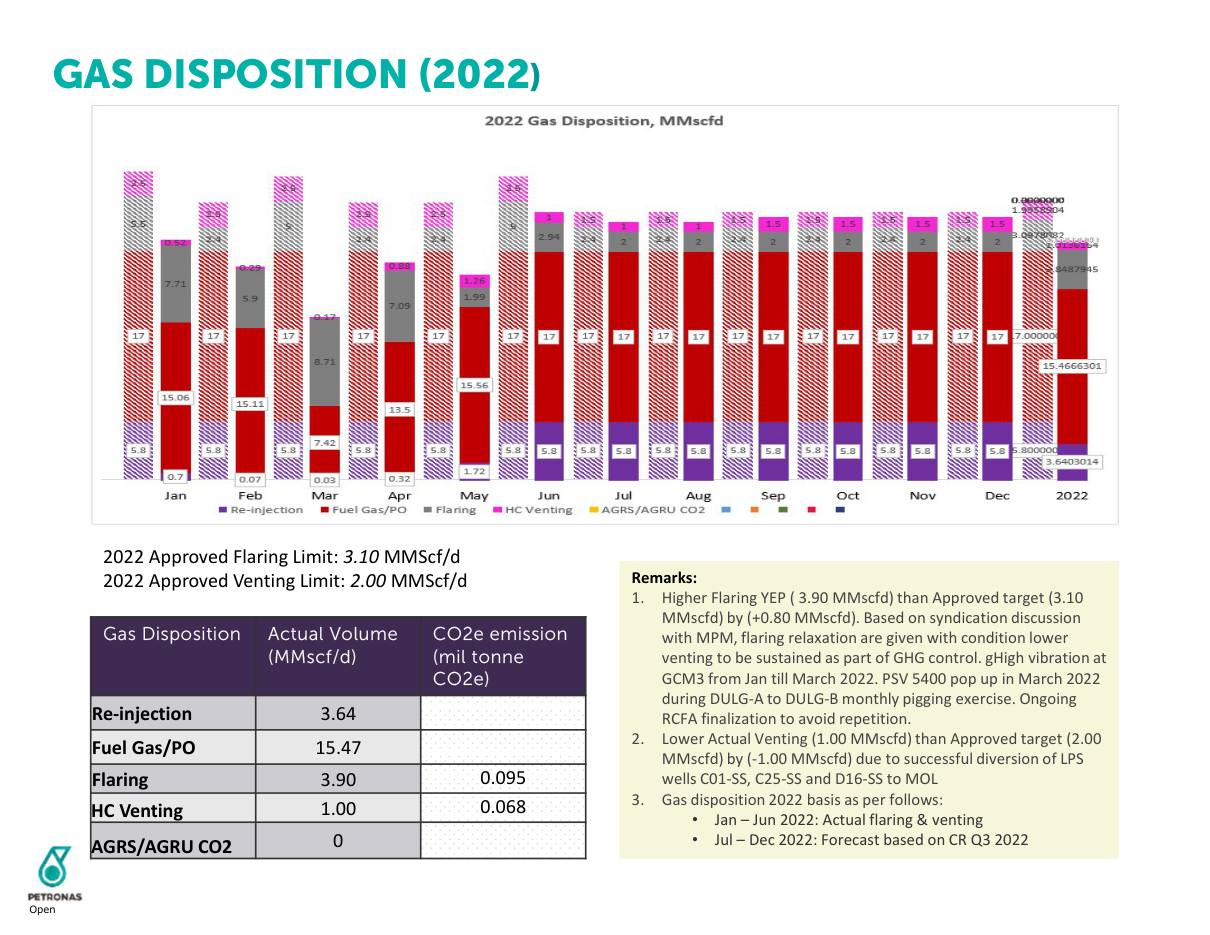 GAS DISPOSITION (2022)
2022 Gas Disposition, MMscfd
2.5 2.5 2.5 2.5 2.5 2.5 1 1.5 1 1.5 1 1.5 1.5 1.5 1.5 1.5 1.5 1.5 1.5
5.5 0.52 2.4 0.29 5 0.17 2.4 0.88 2.4 1.26 5 2.94 2.4 2 2.4 2 2.4 2 2.4 2 2.4 2 2.4 2
7.71 5.9 8.71 7.09 1.99
17 17 17 17 17 17 17 17 17 17 17 17 17 17 17 17 17 17 17
15.06 15.11 7.42 13.5 15.56 15.4666301
5.8 5.8 5.8 5.8 5.8 5.8 5.8 5.8 5.8 5.8 5.8 5.8 5.8 5.8 5.8 5.8 5.8 5.8 5.8
0.7 0.07 0.03 0.32 1.72 3.6403014
Jan Feb Mar Apr May Jun Jul Aug Sep Oct Nov Dec 2022
Re-injection Fuel Gas/PO Flaring HC Venting AGRS/AGRU CO2
2022 Approved Flaring Limit: 3.10 MMScf/d
2022 Approved Venting Limit: 2.00 MMScf/d
Gas Disposition Actual Volume (MMscf/d) CO2e emission (mil tonne CO2e)
Re-injection 3.64
Fuel Gas/PO 15.47
Flaring 3.90 0.095
HC Venting 1.00 0.068
AGRS/AGRU CO2 0
Remarks:
1. Higher Flaring YEP ( 3.90 MMscfd) than Approved target (3.10
MMscfd) by (+0.80 MMscfd). Based on syndication discussion
with MPM, flaring relaxation are given with condition lower
venting to be sustained as part of GHG control. gHigh vibration at
GCM3 from Jan till March 2022. PSV 5400 pop up in March 2022
during DULG-A to DULG-B monthly pigging exercise. Ongoing
RCFA finalization to avoid repetition.
2. Lower Actual Venting (1.00 MMscfd) than Approved target (2.00
MMscfd) by (-1.00 MMscfd) due to successful diversion of LPS
wells C01-SS, C25-SS and D16-SS to MOL
3. Gas disposition 2022 basis as per follows:
• Jan – Jun 2022: Actual flaring & venting
• Jul – Dec 2022: Forecast based on CR Q3 2022
PETRONAS
Open